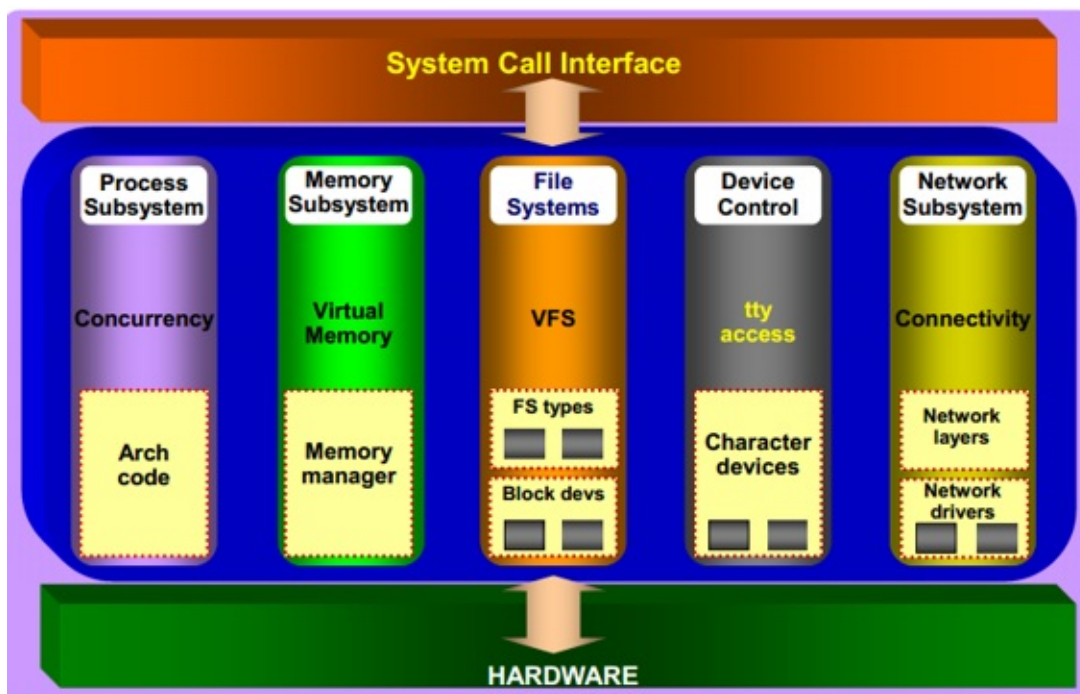 System Call Interface
Process
Subsystem
Concurrency
Arch
code
Memory
Subsystem
Virtual
Memory
Memory
manager
File
Systems
VFS
FS types
Block devs
Device
Control
tty
access
Character
devices
Network
Subsystem
Connectivity
Network
layers
Network
drivers
HARDWARE